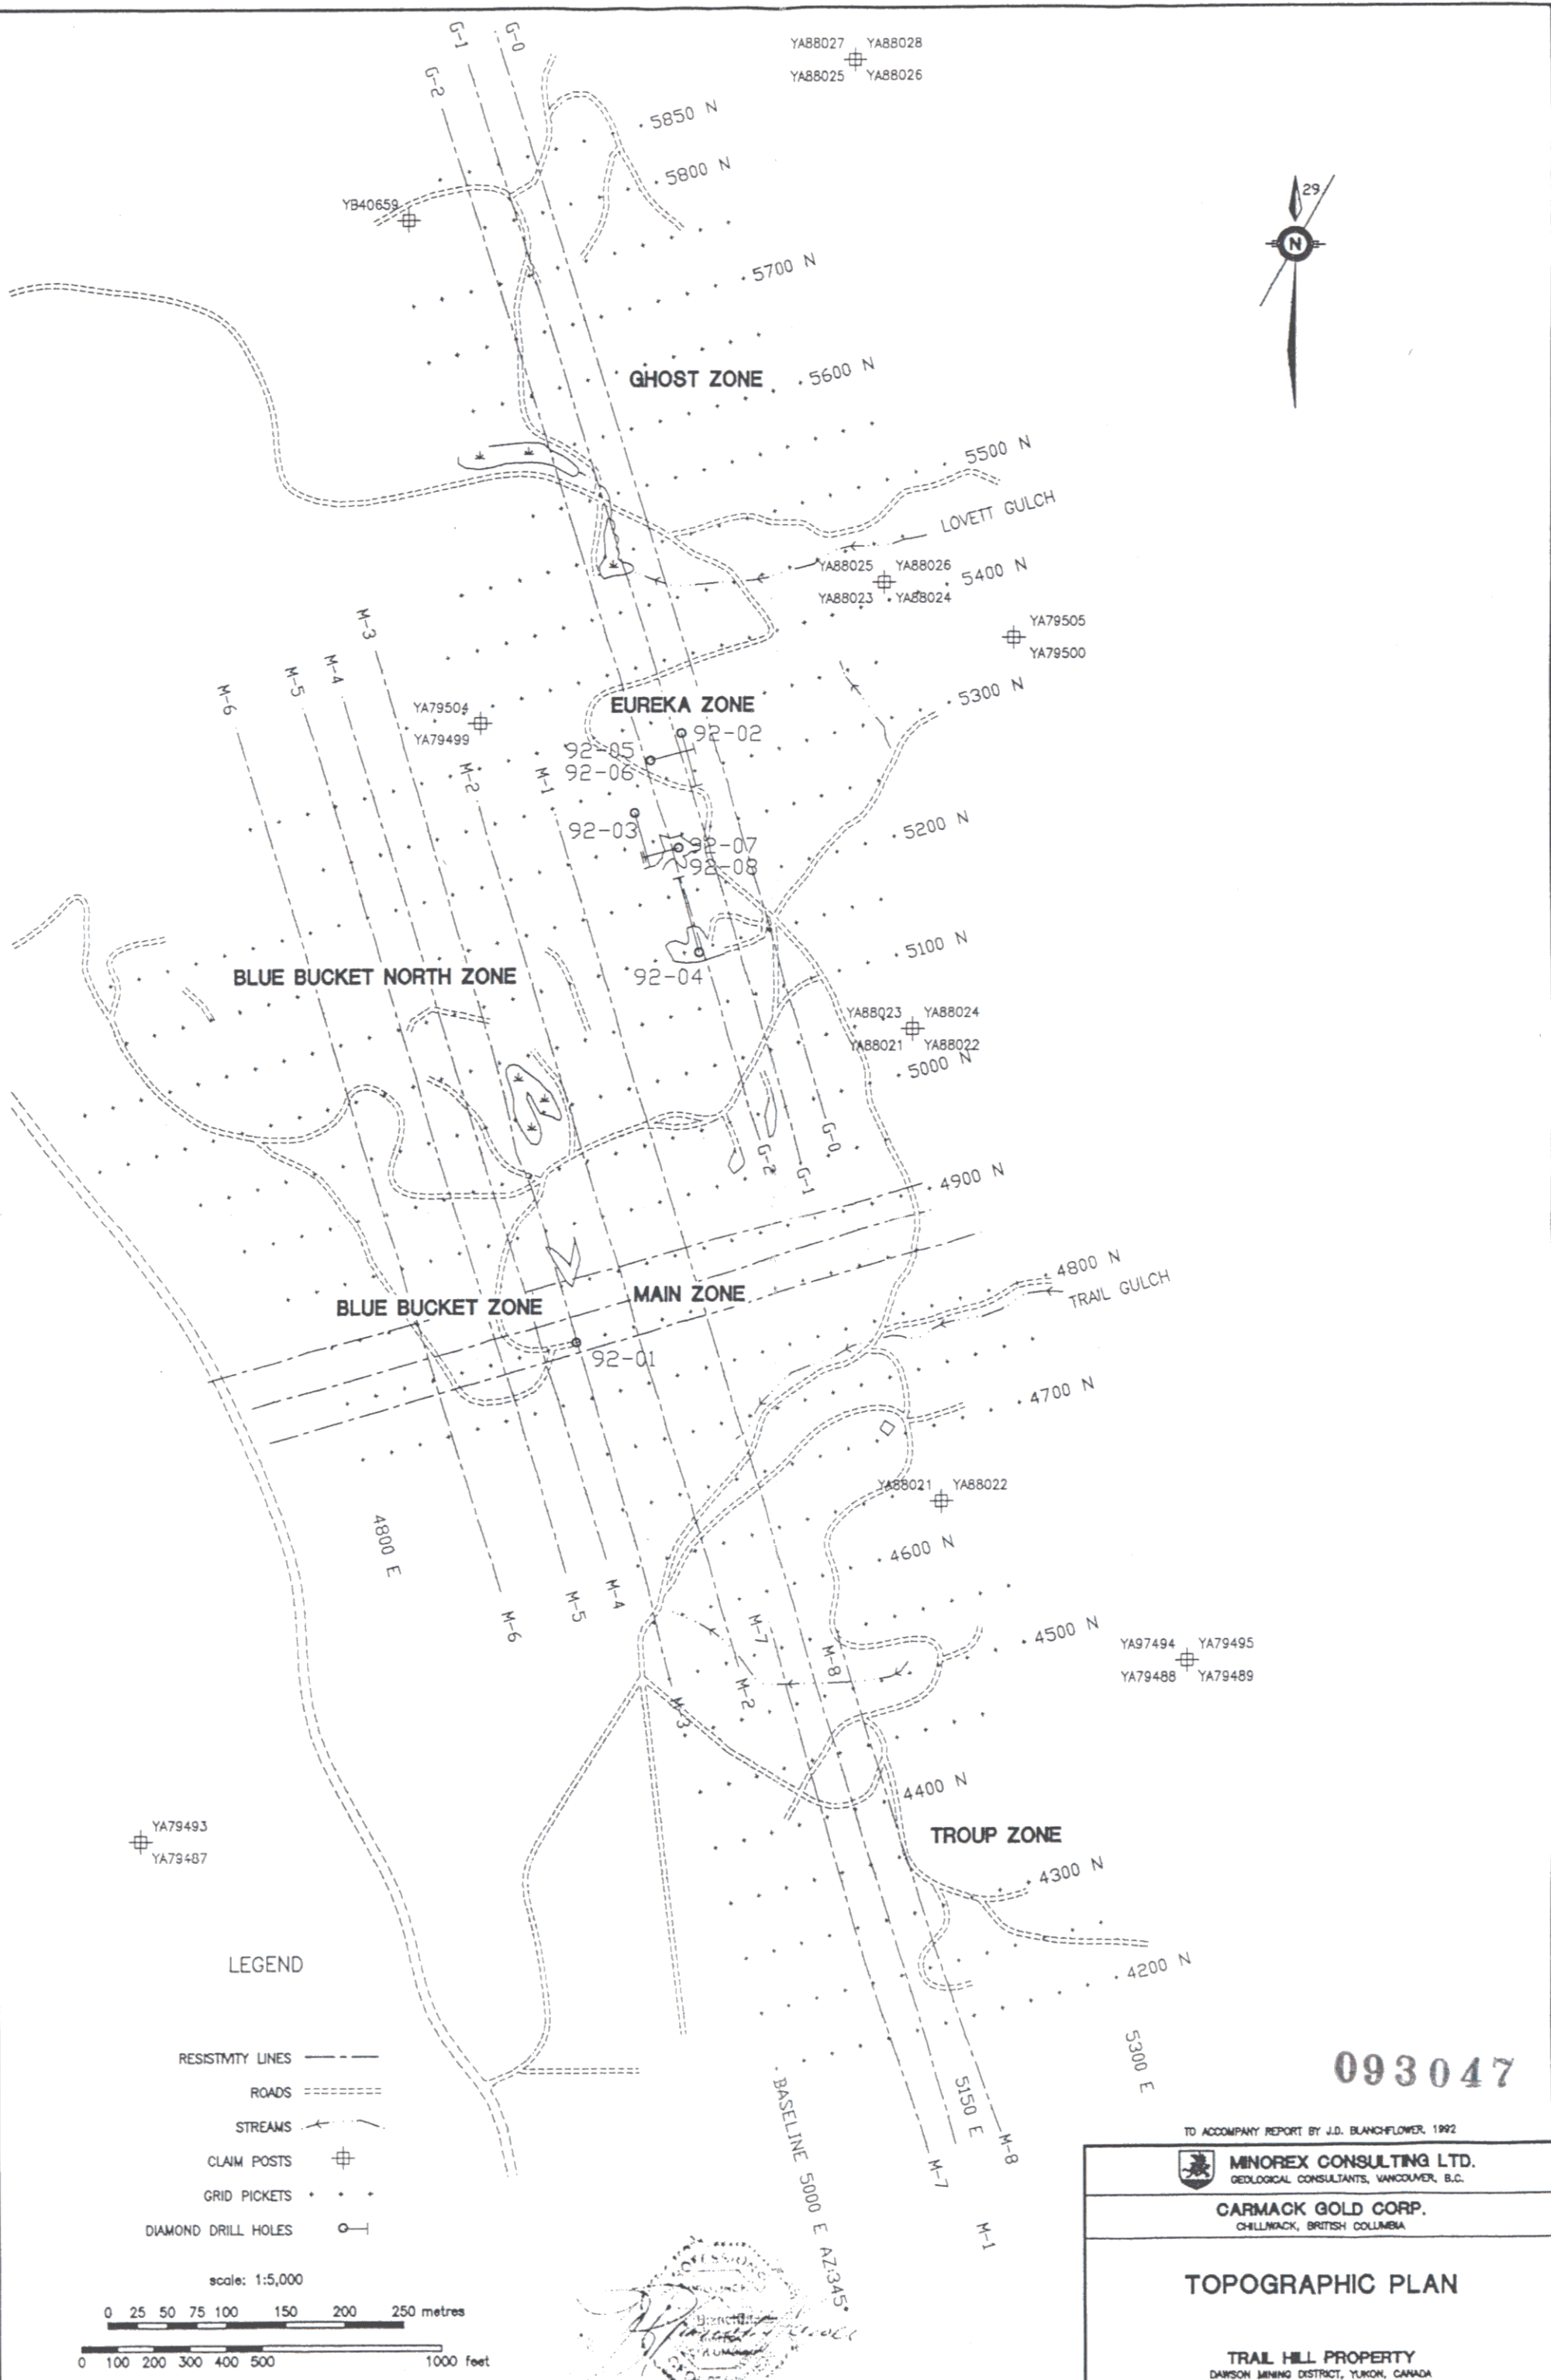 G-0
G-1
G-2
YA88027 YA88028
YA88025 YA88026
5850 N
5800 N
YB40659
29
N
5700 N
GHOST ZONE
5600 N
5500 N
LOVETT GULCH
YA88025 YA88026
YA88023 YA88024
5400 N
YA79505
YA79500
M-3
M-4
M-5
M-6
5300 N
YA79504
YA79499
EUREKA ZONE
92-02
92-05
92-06
M-2
M-1
92-03
92-07
92-08
5200 N
5100 N
BLUE BUCKET NORTH ZONE
92-04
YA88023 YA88024
YA88021 YA88022
5000 N
G-0
G-2
G-1
4900 N
4800 N
TRAIL GULCH
MAIN ZONE
BLUE BUCKET ZONE
92-01
4700 N
YA88021 YA88022
4800 E
4600 N
M-4
M-5
M-6
M-7
M-8
4500 N
YA97494 YA79495
YA79488 YA79489
M-2
M-3
4400 N
TROUP ZONE
YA79493
YA79487
4300 N
4200 N
LEGEND
RESISTIVITY LINES
ROADS
STREAMS
CLAIM POSTS
GRID PICKETS
DIAMOND DRILL HOLES
scale: 1:5,000
0 25 50 75 100 150 200 250 metres
0 100 200 300 400 500 1000 feet
5300 E
5150 E
BASELINE 5000 E AZ:345°
M-8
M-7
M-1
093047
TO ACCOMPANY REPORT BY J.D. BLANCHFLOWER, 1992
MINOREX CONSULTING LTD.
GEOLOGICAL CONSULTANTS, VANCOUVER, B.C.
CARMACK GOLD CORP.
CHILLIWACK, BRITISH COLUMBIA
TOPOGRAPHIC PLAN
TRAIL HILL PROPERTY
DAWSON MINING DISTRICT, YUKON, CANADA